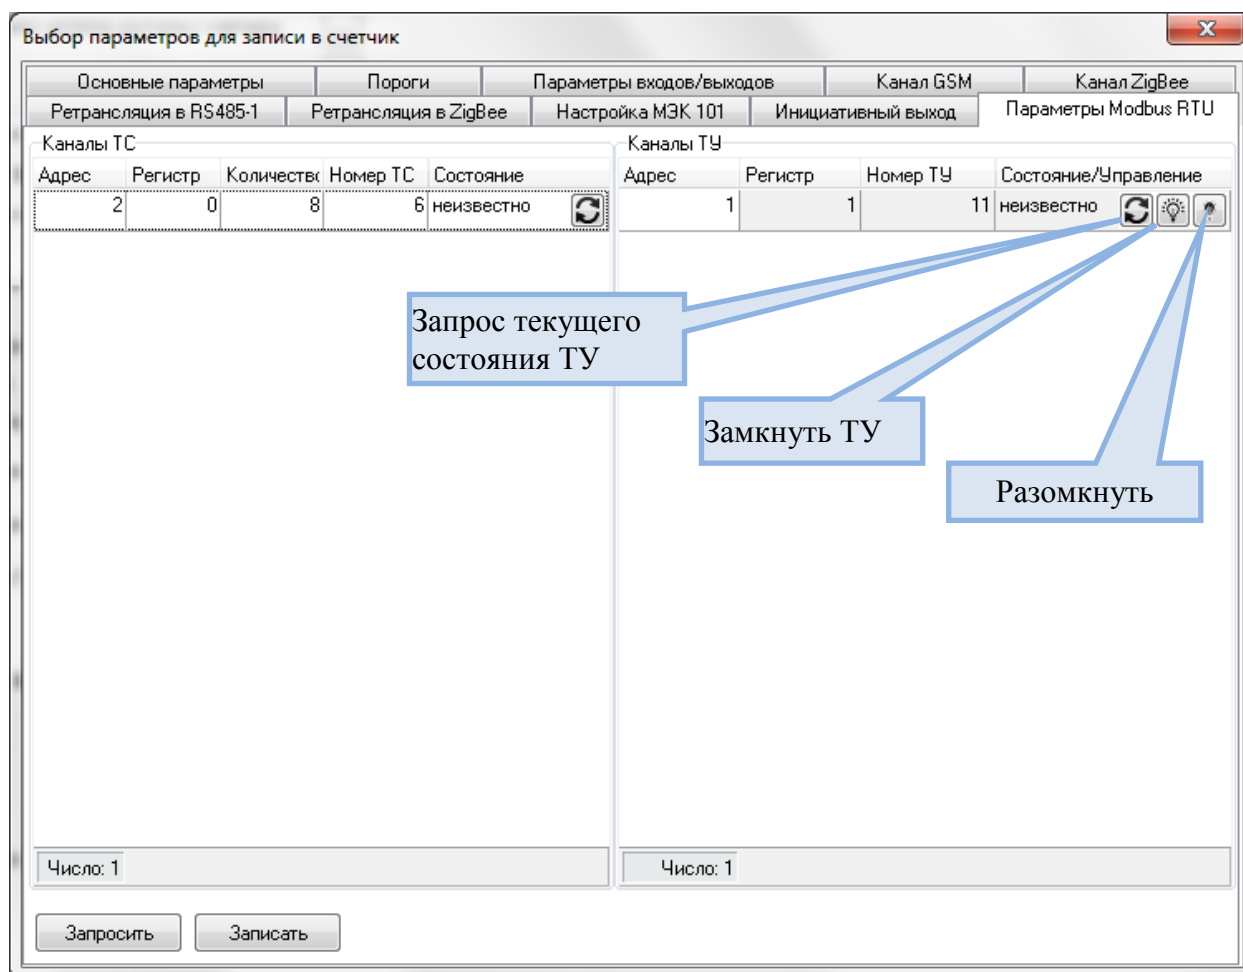 Выбор параметров для записи в счетчик
Основные параметры
Пороги
Параметры входов/выходов
Канал GSM
Канал ZigBee
Ретрансляция в RS485-1
Ретрансляция в ZigBee
Настройка МЭК 101
Инициативный выход
Параметры Modbus RTU
Каналы ТС
Адрес Регистр Количество Номер ТС Состояние
2 0 8 6 неизвестно
Число: 1
Каналы ТУ
Адрес Регистр Номер ТУ Состояние/Управление
1 1 11 неизвестно
Запрос текущего
состояния ТУ
Замкнуть ТУ
Разомкнуть
Число: 1
Запросить
Записать